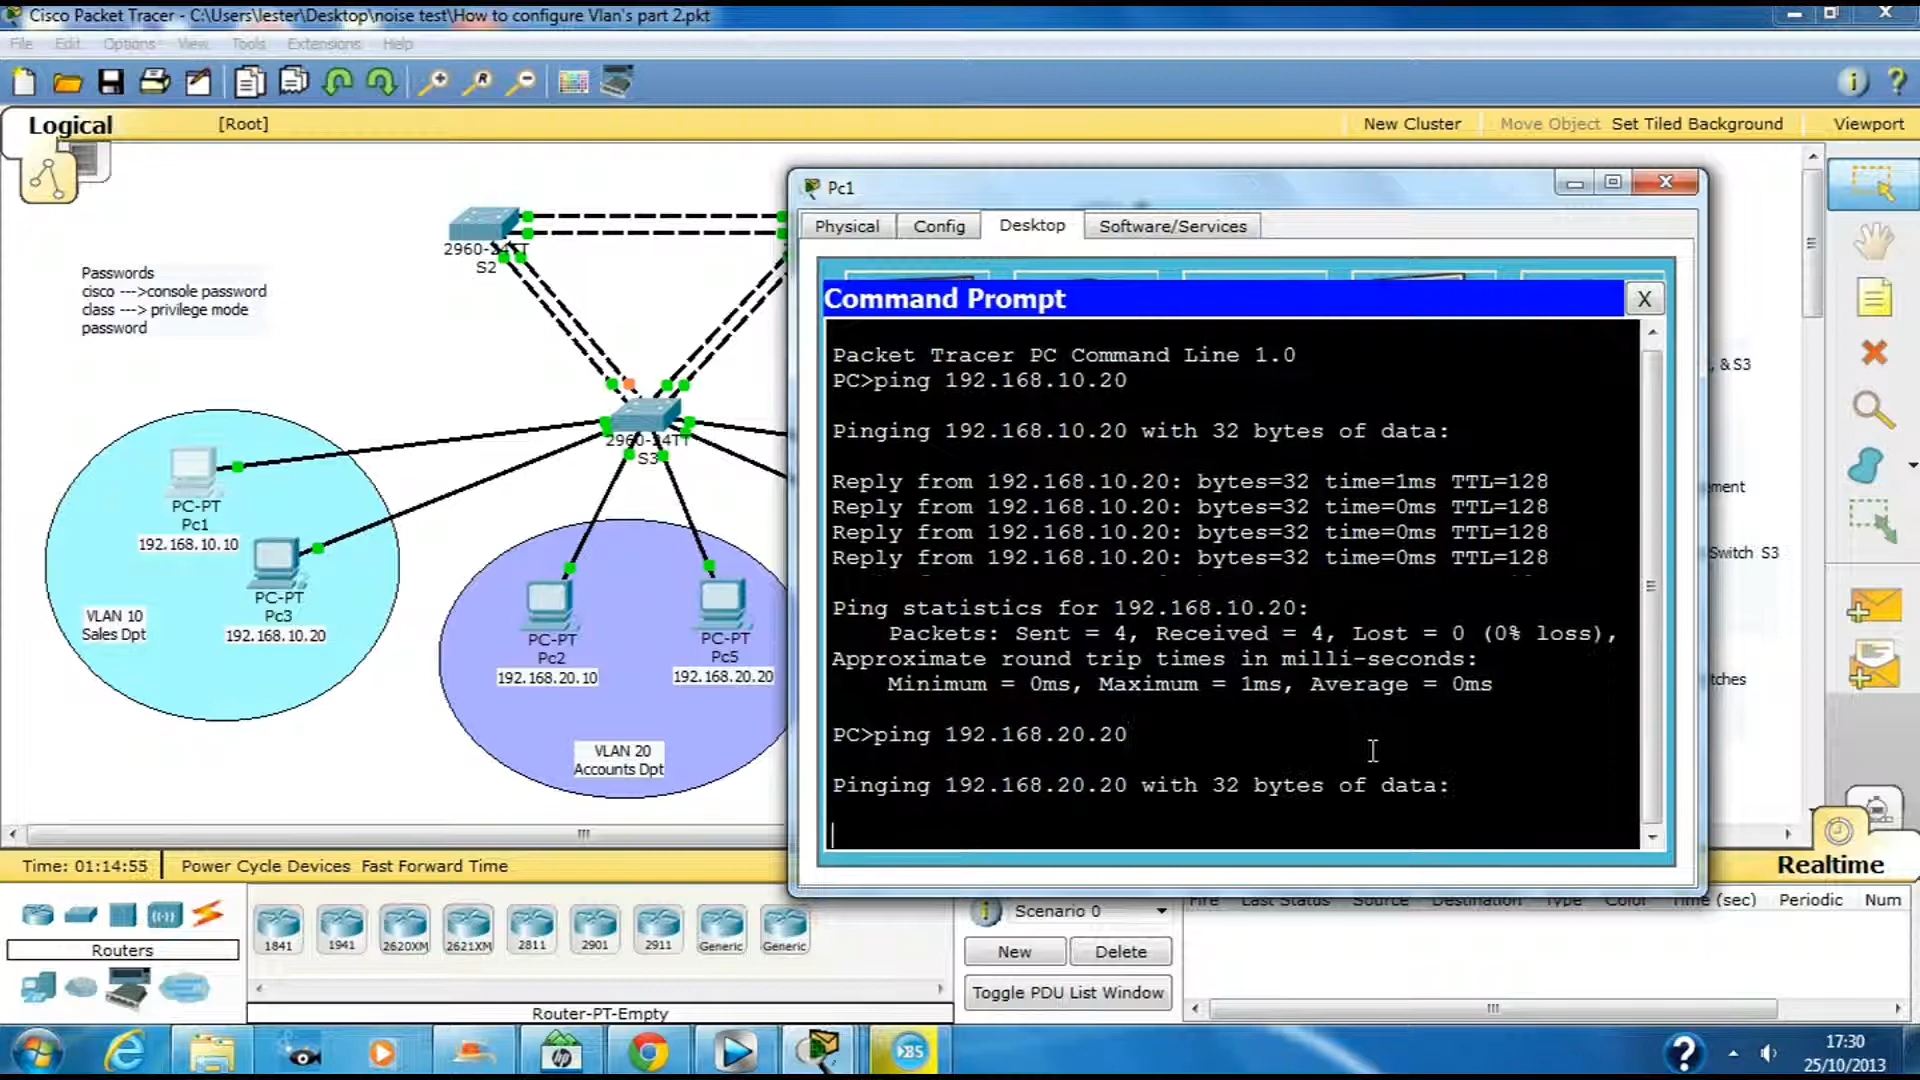 Cisco Packet Tracer - C:\Users\lester\Desktop\noise test\How to configure Vlan's part 2.pkt
File Edit Options View Tools Extensions Help
Logical [Root] New Cluster Move Object Set Tiled Background Viewport
Passwords
cisco --->console password
class ---> privilege mode
password
2960-24TT
S2
2960-24TT
S3
PC-PT
Pc1
192.168.10.10
PC-PT
Pc3
192.168.10.20
VLAN 10
Sales Dpt
PC-PT
Pc2
192.168.20.10
PC-PT
Pc5
192.168.20.20
VLAN 20
Accounts Dpt
Pc1
Physical Config Desktop Software/Services
Command Prompt X
Packet Tracer PC Command Line 1.0
PC>ping 192.168.10.20
Pinging 192.168.10.20 with 32 bytes of data:
Reply from 192.168.10.20: bytes=32 time=1ms TTL=128
Reply from 192.168.10.20: bytes=32 time=0ms TTL=128
Reply from 192.168.10.20: bytes=32 time=0ms TTL=128
Reply from 192.168.10.20: bytes=32 time=0ms TTL=128
Ping statistics for 192.168.10.20:
Packets: Sent = 4, Received = 4, Lost = 0 (0% loss),
Approximate round trip times in milli-seconds:
Minimum = 0ms, Maximum = 1ms, Average = 0ms
PC>ping 192.168.20.20
Pinging 192.168.20.20 with 32 bytes of data:
, & S3
Switch S3
Time: 01:14:55 Power Cycle Devices Fast Forward Time
Realtime
Routers
1841 1941 2620XM 2621XM 2811 2901 2911 Generic Generic
Router-PT-Empty
Scenario 0
New Delete
Toggle PDU List Window
Fire Last Status Source Destination Type Color Time (sec) Periodic Num
17:30
25/10/2013